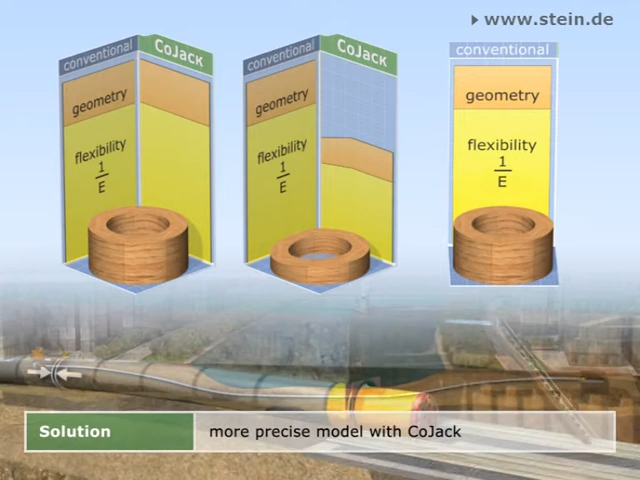 www.stein.de
conventional
CoJack
geometry
flexibility
1
E
conventional
CoJack
geometry
flexibility
1
E
conventional
geometry
flexibility
1
E
Solution
more precise model with CoJack